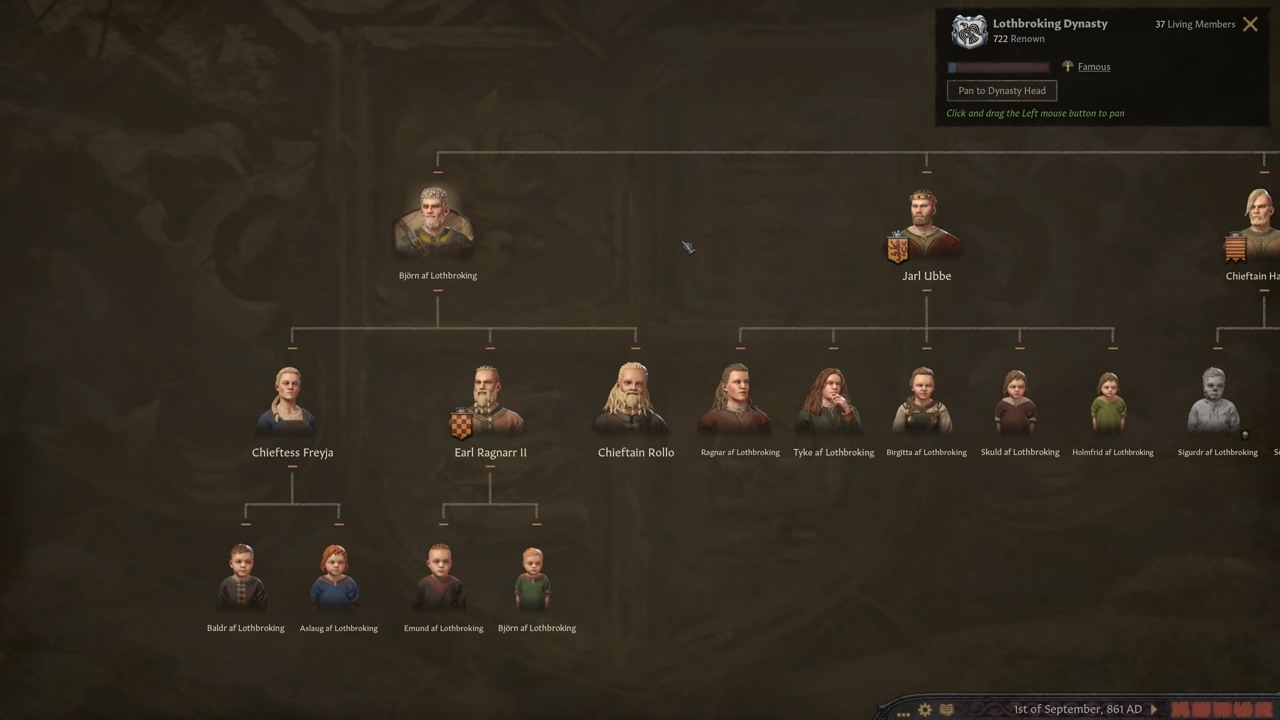 Lothbroking Dynasty
37 Living Members
722 Renown
Famous
Pan to Dynasty Head
Click and drag the Left mouse button to pan
Björn af Lothbroking
Jarl Ubbe
Chieftain Ha
Chieftess Freyja
Earl Ragnarr II
Chieftain Rollo
Ragnar af Lothbroking
Tyke af Lothbroking
Birgitta af Lothbroking
Skuld af Lothbroking
Holmfrid af Lothbroking
Sigurdr af Lothbroking
Baldr af Lothbroking
Aslaug af Lothbroking
Emund af Lothbroking
Björn af Lothbroking
1st of September, 861 AD